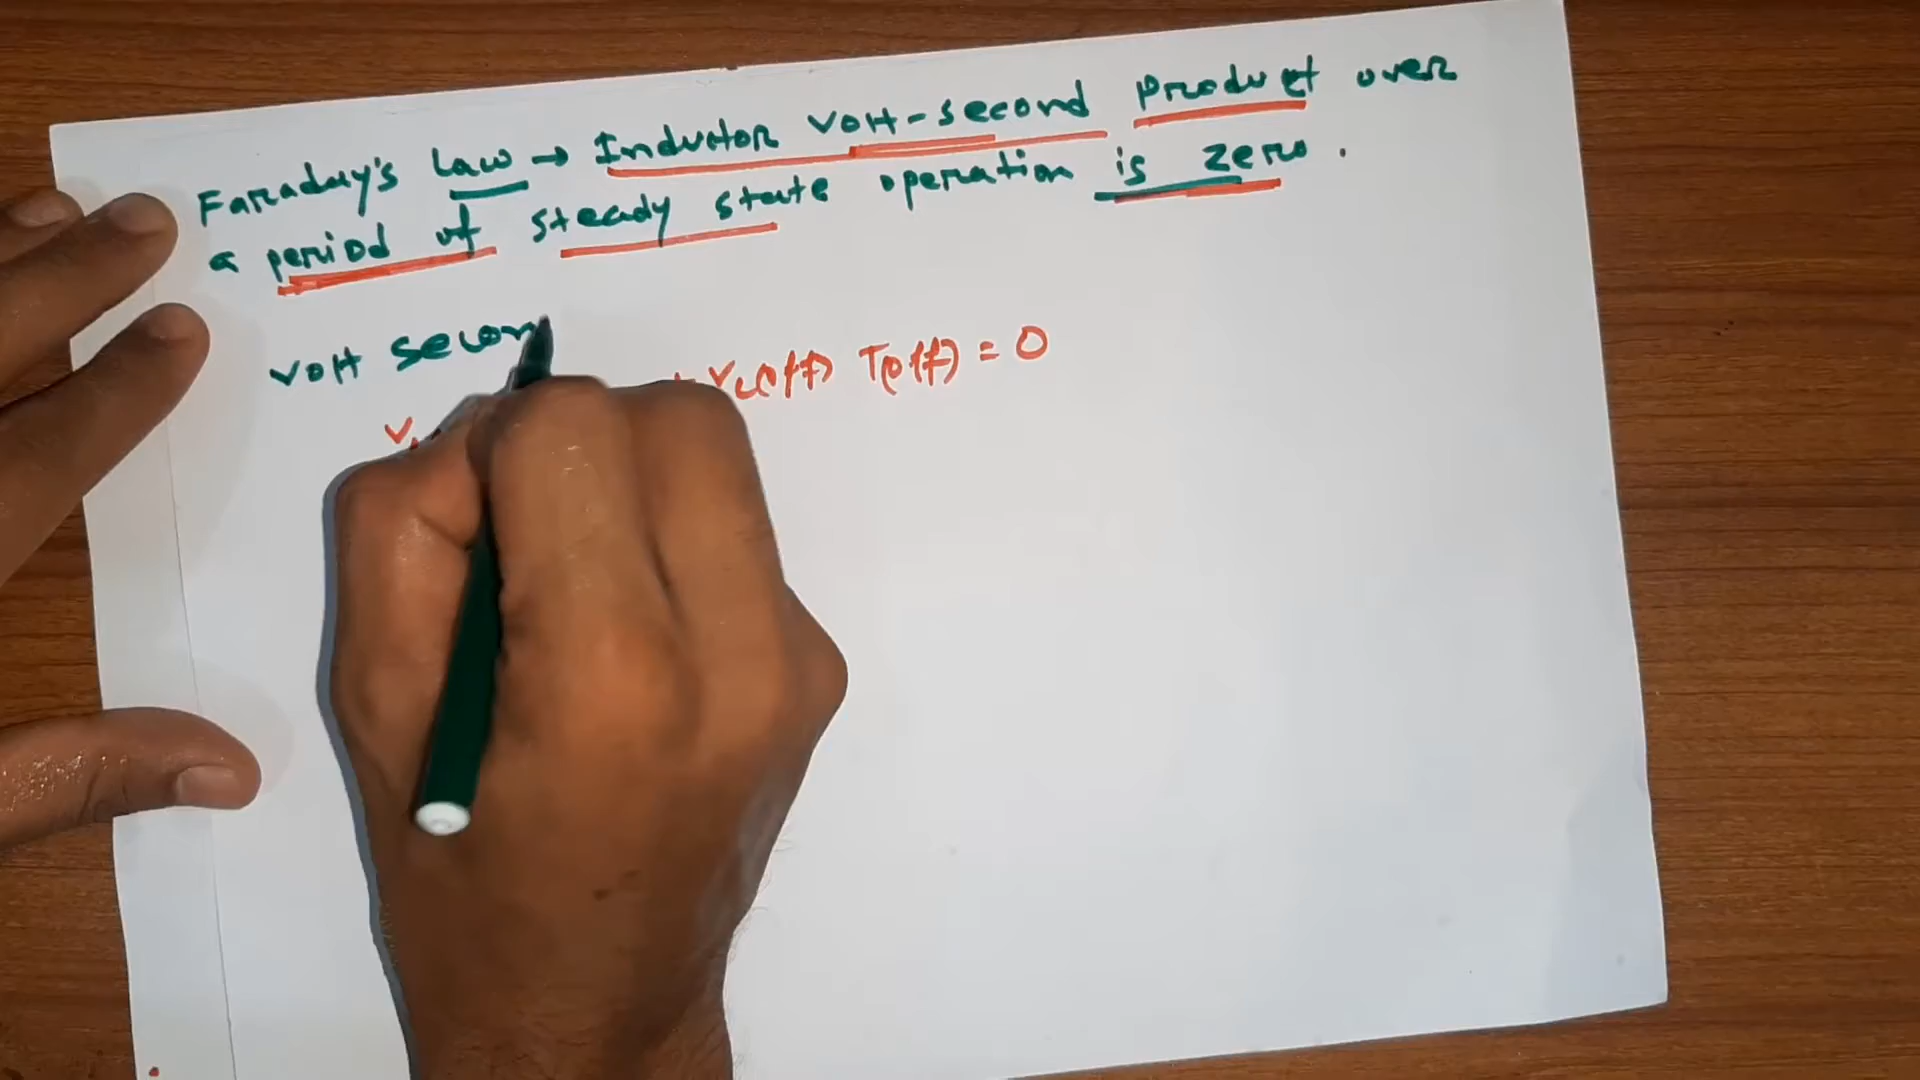 Faraday's Law → Inductor volt-second product over
a period of steady state operation is zero.
volt secon
V + VL(off) T(off) = 0